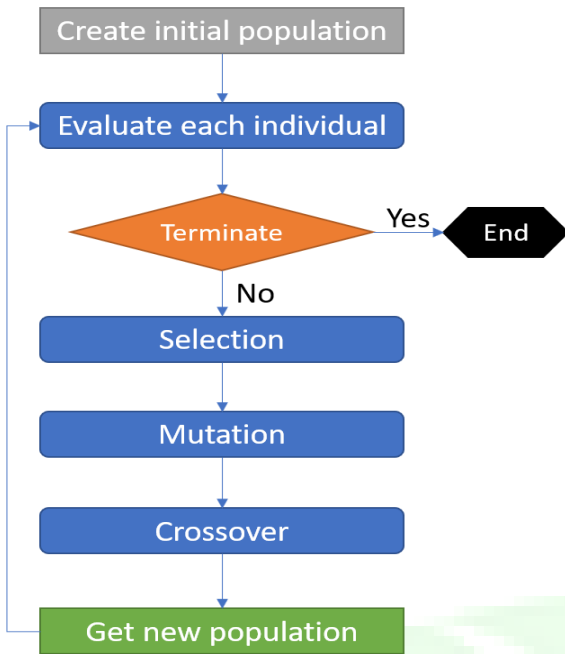 Create initial population
Evaluate each individual
Terminate
Yes
End
No
Selection
Mutation
Crossover
Get new population